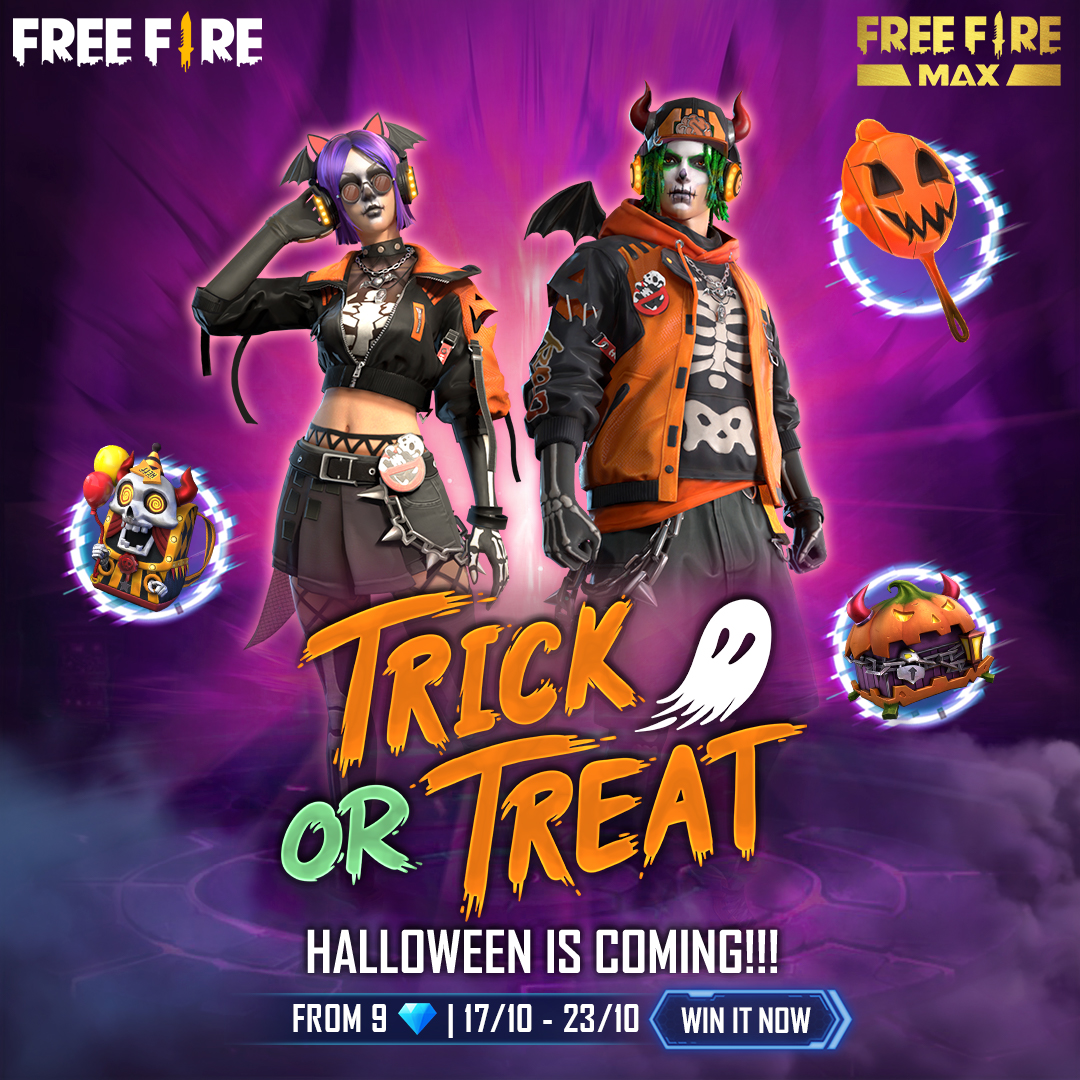 FREE FIRE
FREE FIRE
MAX
TRICK
OR TREAT
HALLOWEEN IS COMING!!!
FROM 9 | 17/10 - 23/10
WIN IT NOW